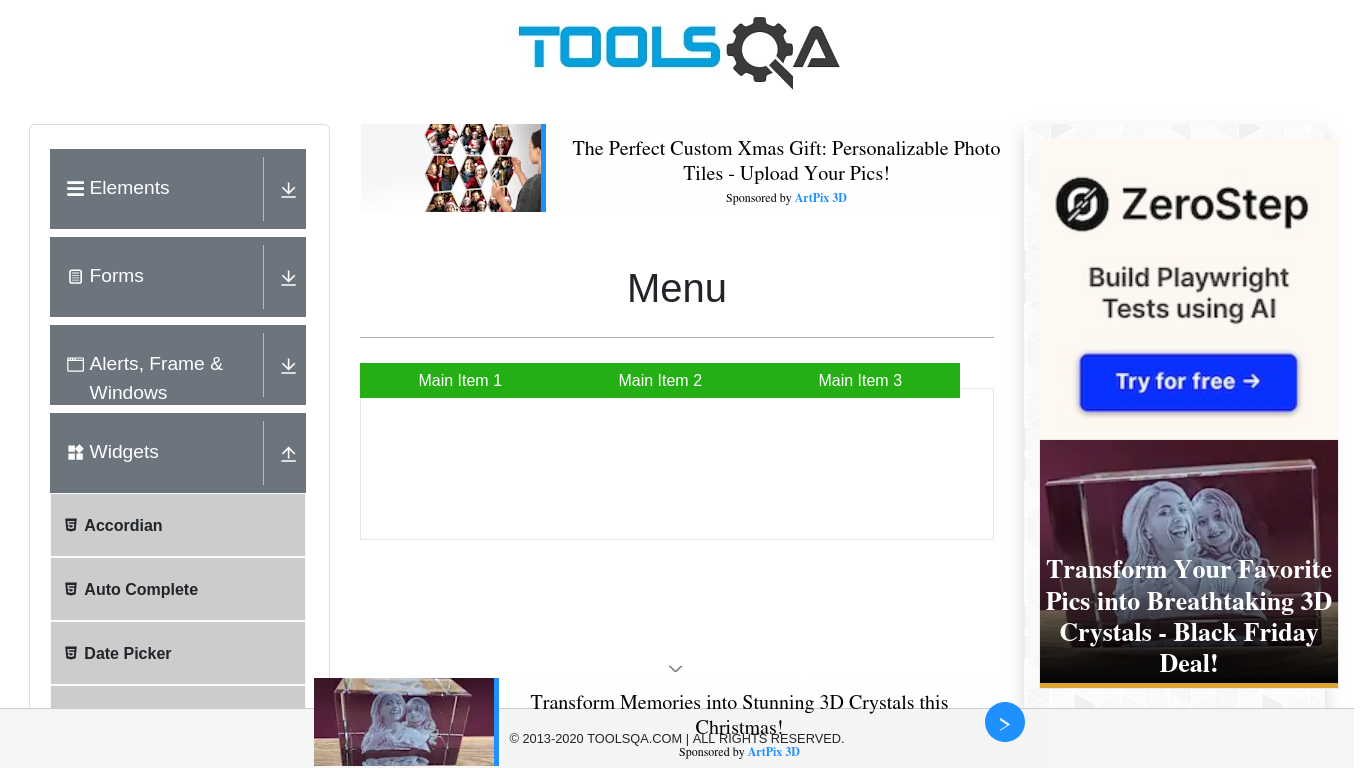 TOOLSQA
Elements
Forms
Alerts, Frame &
Windows
Widgets
Accordian
Auto Complete
Date Picker
The Perfect Custom Xmas Gift: Personalizable Photo
Tiles - Upload Your Pics!
Sponsored by ArtPix 3D
Menu
Main Item 1
Main Item 2
Main Item 3
ZeroStep
Build Playwright
Tests using AI
Try for free →
Transform Your Favorite
Pics into Breathtaking 3D
Crystals - Black Friday
Deal!
Transform Memories into Stunning 3D Crystals this
Christmas!
© 2013-2020 TOOLSQA.COM | ALL RIGHTS RESERVED.
Sponsored by ArtPix 3D